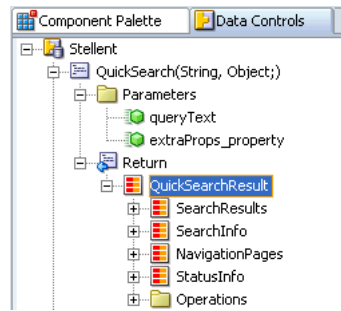 Component Palette Data Controls
Stellent
QuickSearch(String, Object;)
Parameters
queryText
extraProps_property
Return
QuickSearchResult
SearchResults
SearchInfo
NavigationPages
StatusInfo
Operations